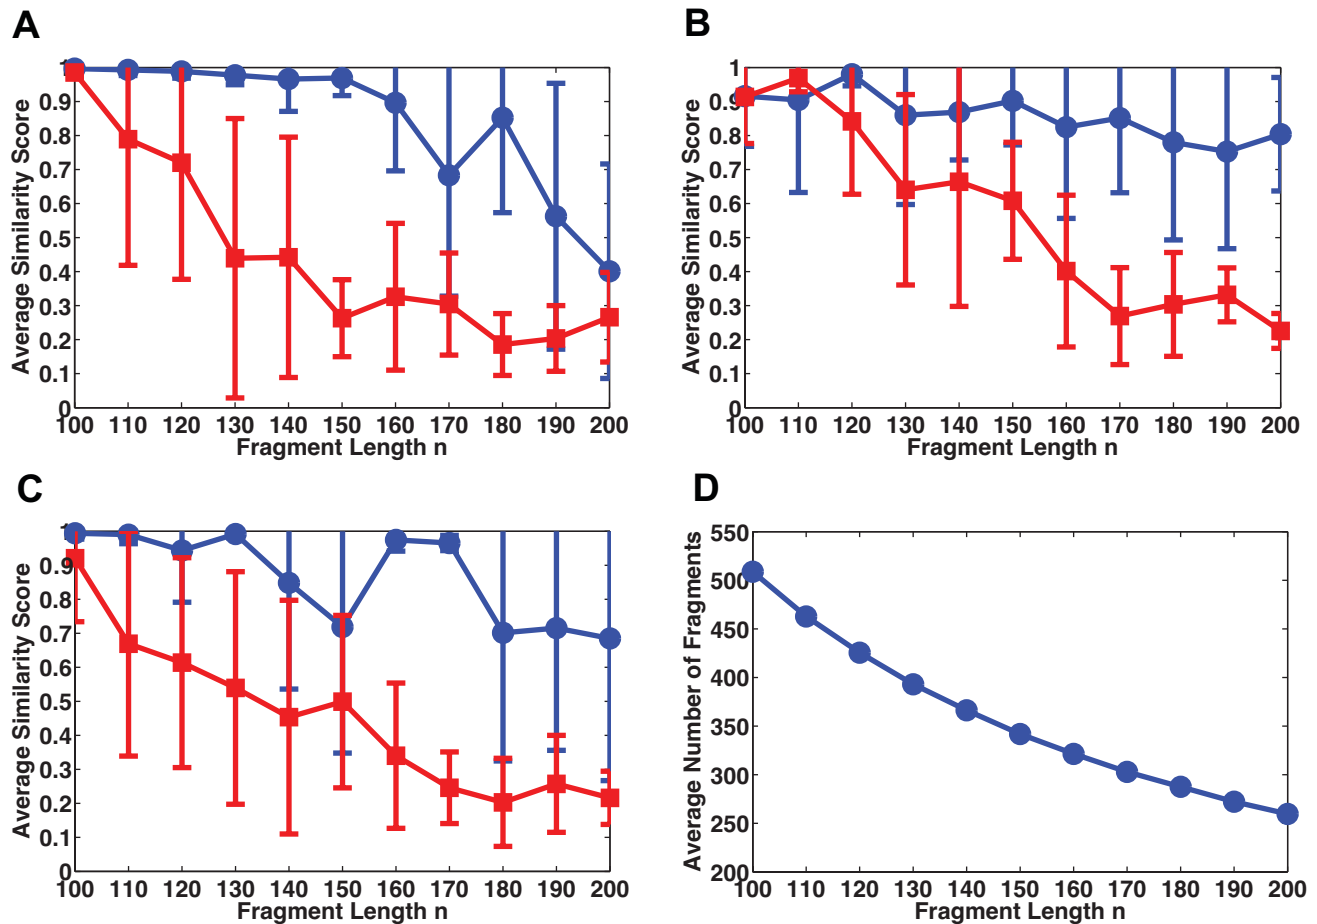 A
Average Similarity Score
1
0.9
0.8
0.7
0.6
0.5
0.4
0.3
0.2
0.1
0
100 110 120 130 140 150 160 170 180 190 200
Fragment Length n
B
Average Similarity Score
1
0.9
0.8
0.7
0.6
0.5
0.4
0.3
0.2
0.1
0
100 110 120 130 140 150 160 170 180 190 200
Fragment Length n
C
Average Similarity Score
1
0.9
0.8
0.7
0.6
0.5
0.4
0.3
0.2
0.1
0
100 110 120 130 140 150 160 170 180 190 200
Fragment Length n
D
Average Number of Fragments
550
500
450
400
350
300
250
200
100 110 120 130 140 150 160 170 180 190 200
Fragment Length n